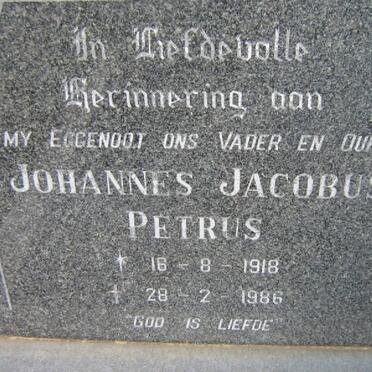 In Liefdevolle
Herinnering aan
MY EGGENOOT ONS VADER EN OUPA
JOHANNES JACOBUS
PETRUS
* 16 - 8 - 1918
† 28 - 2 - 1986
"GOD IS LIEFDE"